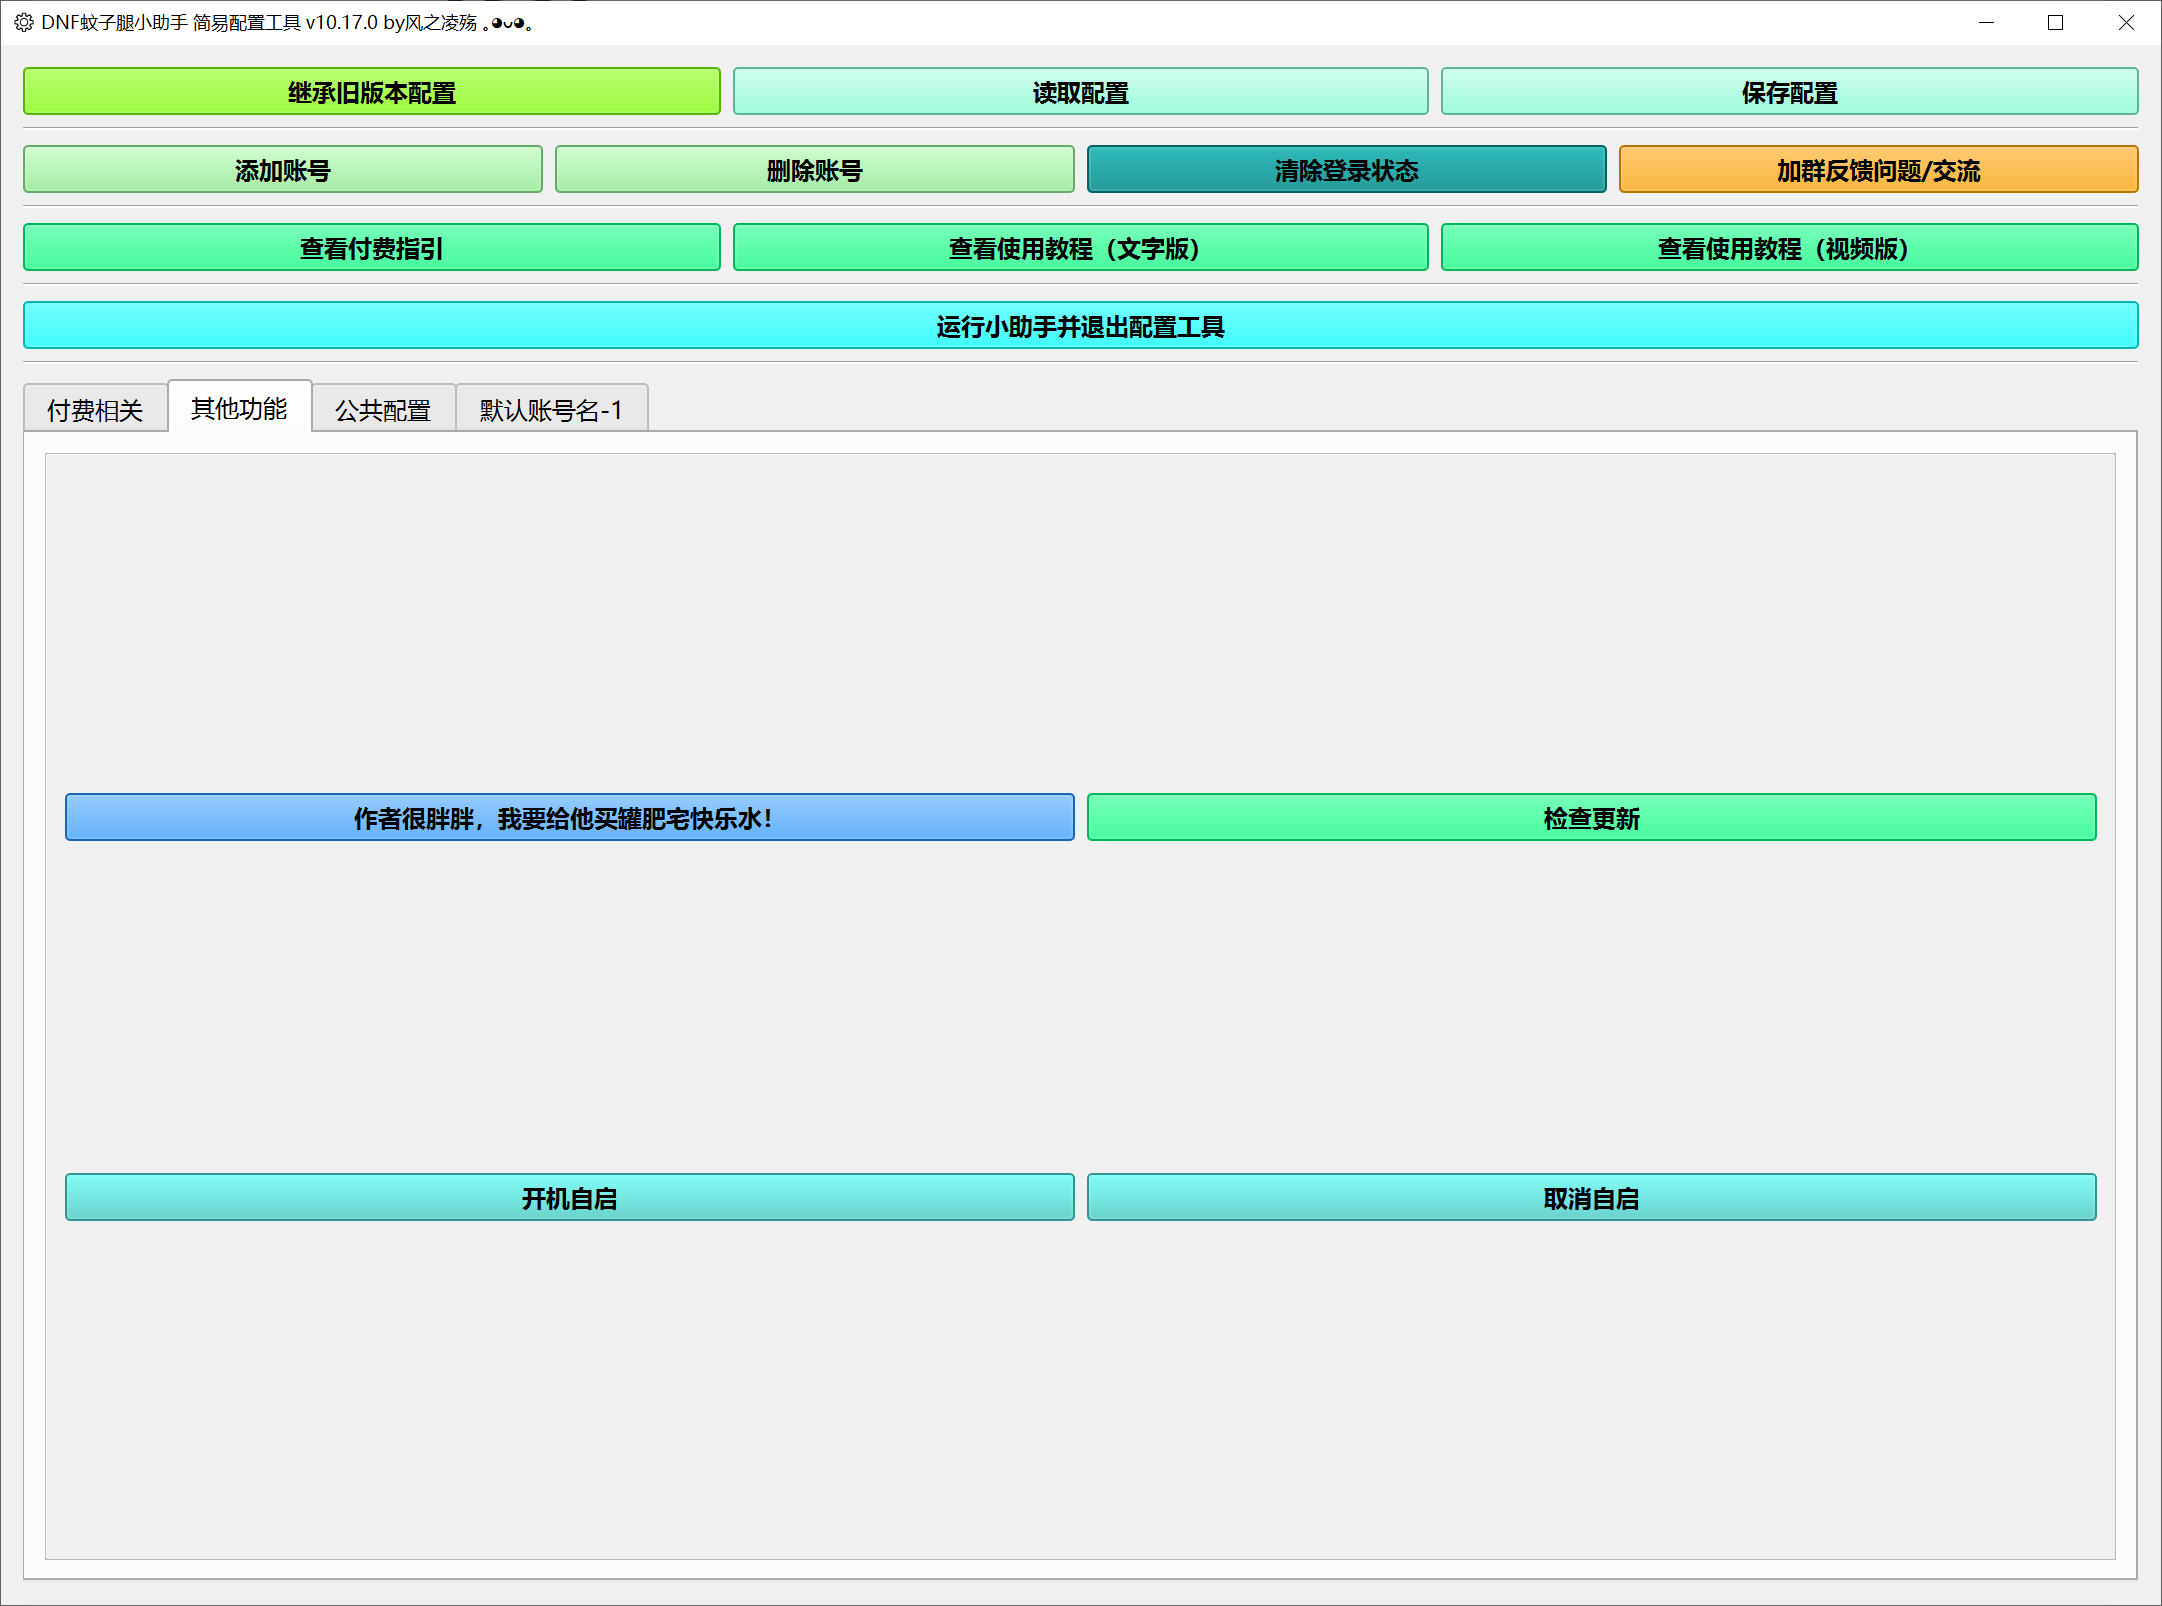 DNF蚊子腿小助手 简易配置工具 v10.17.0 by风之凌殇 。◕ᴗ◕。
继承旧版本配置 读取配置 保存配置
添加账号 删除账号 清除登录状态 加群反馈问题/交流
查看付费指引 查看使用教程（文字版） 查看使用教程（视频版）
运行小助手并退出配置工具
付费相关 其他功能 公共配置 默认账号名-1
作者很胖胖，我要给他买罐肥宅快乐水！ 检查更新
开机自启 取消自启